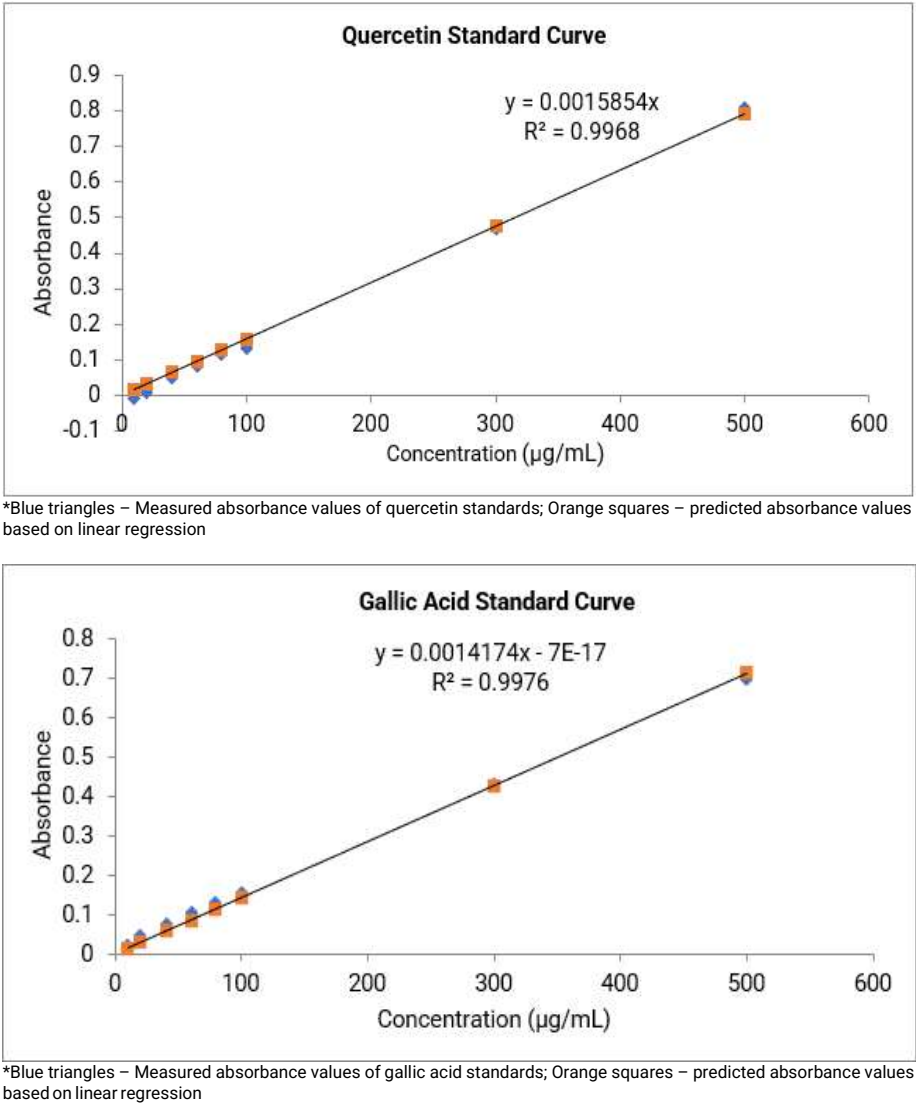 Quercetin Standard Curve
y = 0.0015854x
R² = 0.9968
0.9
0.8
0.7
0.6
0.5
0.4
0.3
0.2
0.1
0
-0.1
Absorbance
0 100 200 300 400 500 600
Concentration (µg/mL)
*Blue triangles – Measured absorbance values of quercetin standards; Orange squares – predicted absorbance values
based on linear regression
Gallic Acid Standard Curve
y = 0.0014174x - 7E-17
R² = 0.9976
0.8
0.7
0.6
0.5
0.4
0.3
0.2
0.1
0
Absorbance
0 100 200 300 400 500 600
Concentration (µg/mL)
*Blue triangles – Measured absorbance values of gallic acid standards; Orange squares – predicted absorbance values
based on linear regression